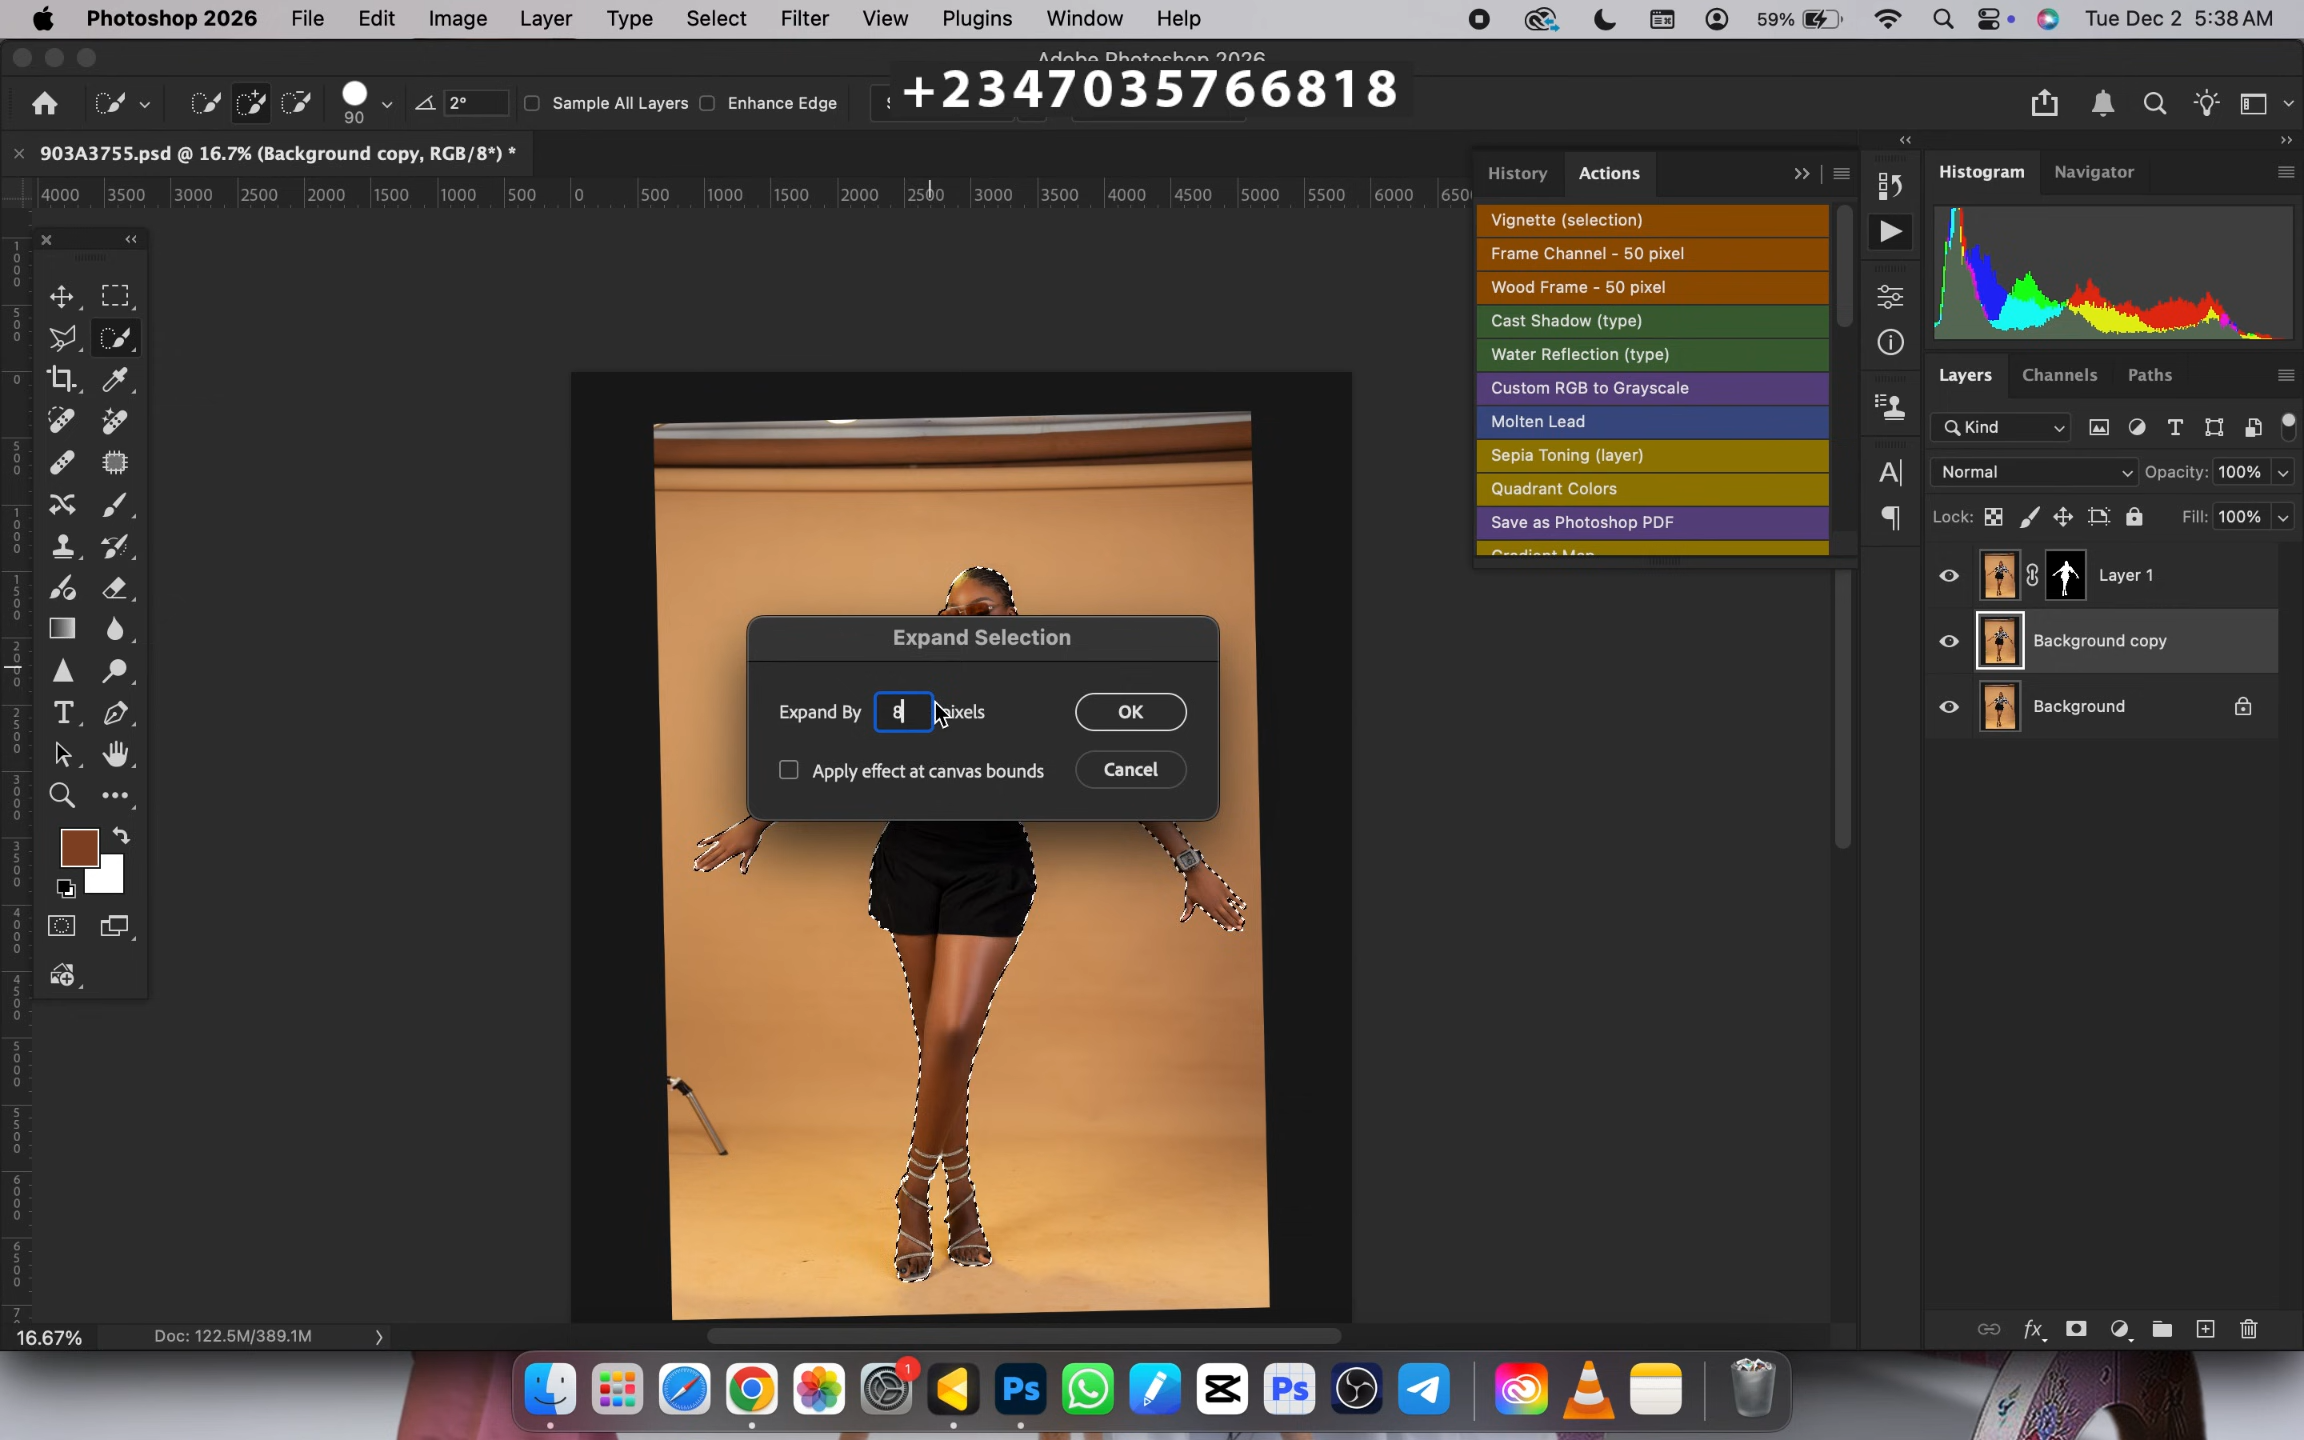 Photoshop 2026 File Edit Image Layer Type Select Filter View Plugins Window Help 59% Tue Dec 2 5:38 AM
Adobe Photoshop 2026
+2347035766818
90 2° Sample All Layers Enhance Edge
903A3755.psd @ 16.7% (Background copy, RGB/8*) *
4000 3500 3000 2500 2000 1500 1000 500 0 500 1000 1500 2000 2500 3000 3500 4000 4500 5000 5500 6000
History Actions
Vignette (selection)
Frame Channel - 50 pixel
Wood Frame - 50 pixel
Cast Shadow (type)
Water Reflection (type)
Custom RGB to Grayscale
Molten Lead
Sepia Toning (layer)
Quadrant Colors
Save as Photoshop PDF
Gradient Map
Histogram Navigator
Layers Channels Paths
Kind
Normal Opacity: 100%
Lock: Fill: 100%
Layer 1
Background copy
Background
Expand Selection
Expand By 8 pixels OK
Apply effect at canvas bounds Cancel
16.67% Doc: 122.5M/389.1M
1
Ps
Ps